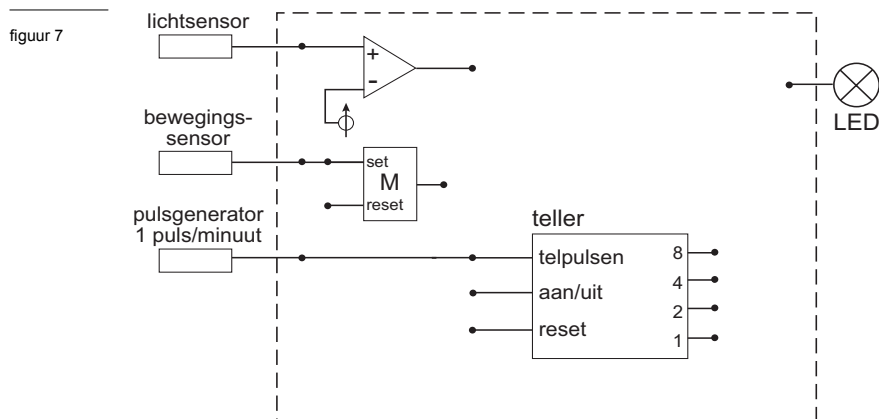 figuur 7
lichtsensor
+
-
bewegings-
sensor
set
M
reset
LED
pulsgenerator
1 puls/minuut
teller
telpulsen
8
aan/uit
4
2
reset
1